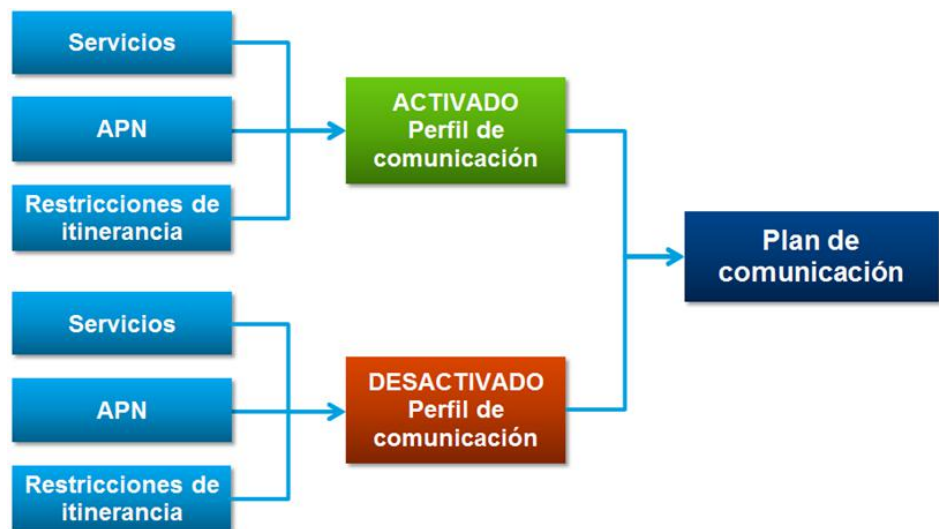 Servicios
APN
Restricciones de
itinerancia
ACTIVADO
Perfil de
comunicación
Servicios
APN
Restricciones de
itinerancia
DESACTIVADO
Perfil de
comunicación
Plan de
comunicación